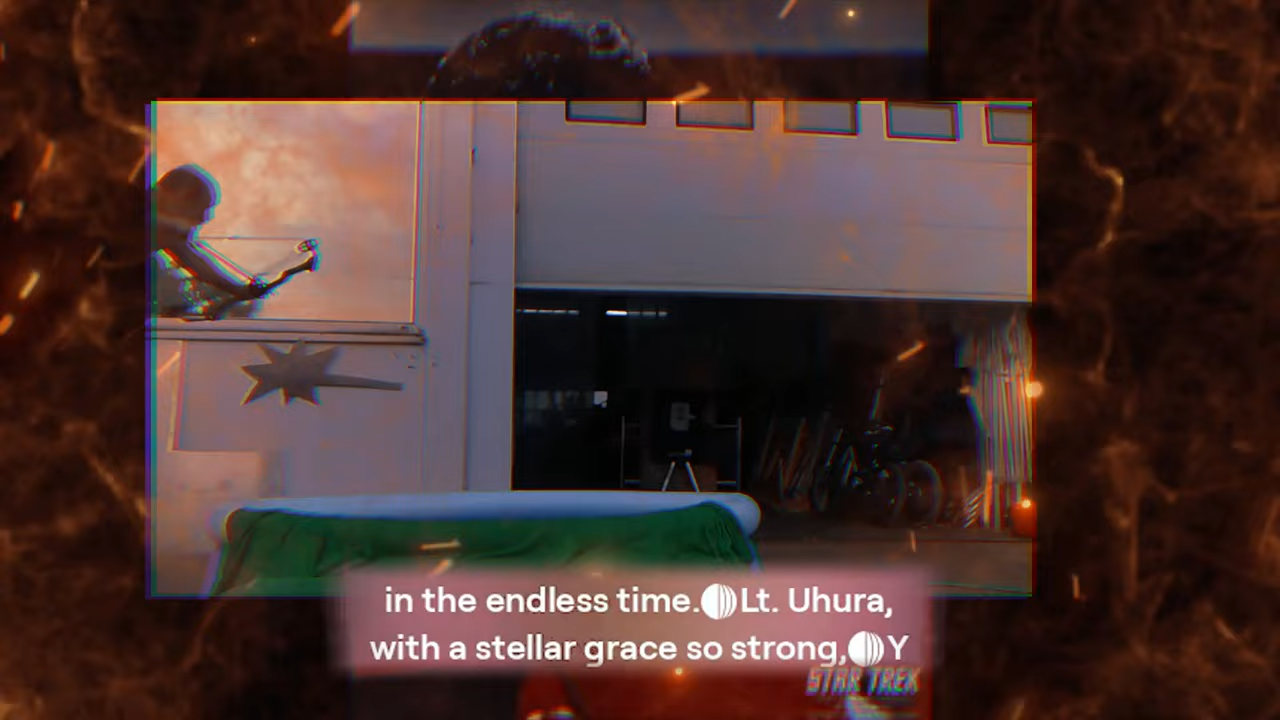 in the endless time. Lt. Uhura,
with a stellar grace so strong, Y
STAR TREK